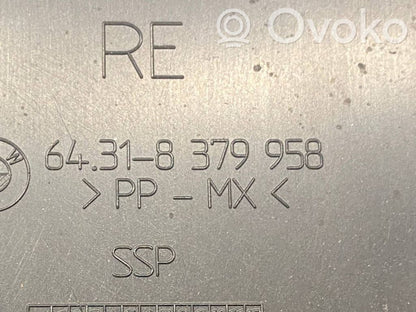 Ovoko
RE
64.31-8 379 958
>PP-MX<
SSP